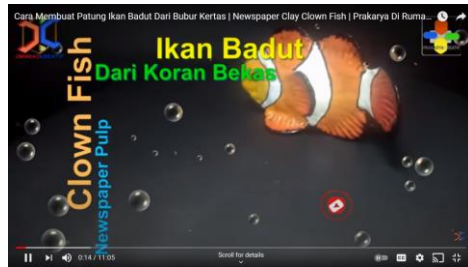 Cara Membuat Patung Ikan Badut Dari Bubur Kertas | Newspaper Clay Clown Fish | Prakarya Di Ruma...
Ikan Badut
Dari Koran Bekas
Clown Fish
Newspaper Pulp
0:14 / 11:05
Scroll for details